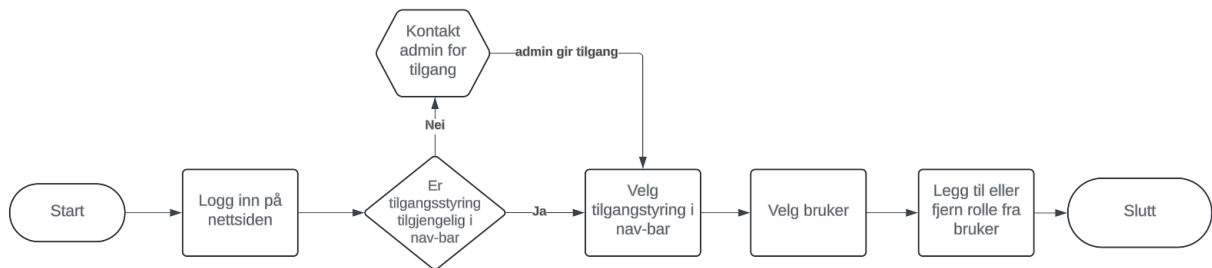 Kontakt
admin for
tilgang
admin gir tilgang
Nei
Start
Logg inn på
nettsiden
Er
tilgangsstyring
tilgjengelig i
nav-bar
Ja
Velg
tilgangstyring i
nav-bar
Velg bruker
Legg til eller
fjern rolle fra
bruker
Slutt